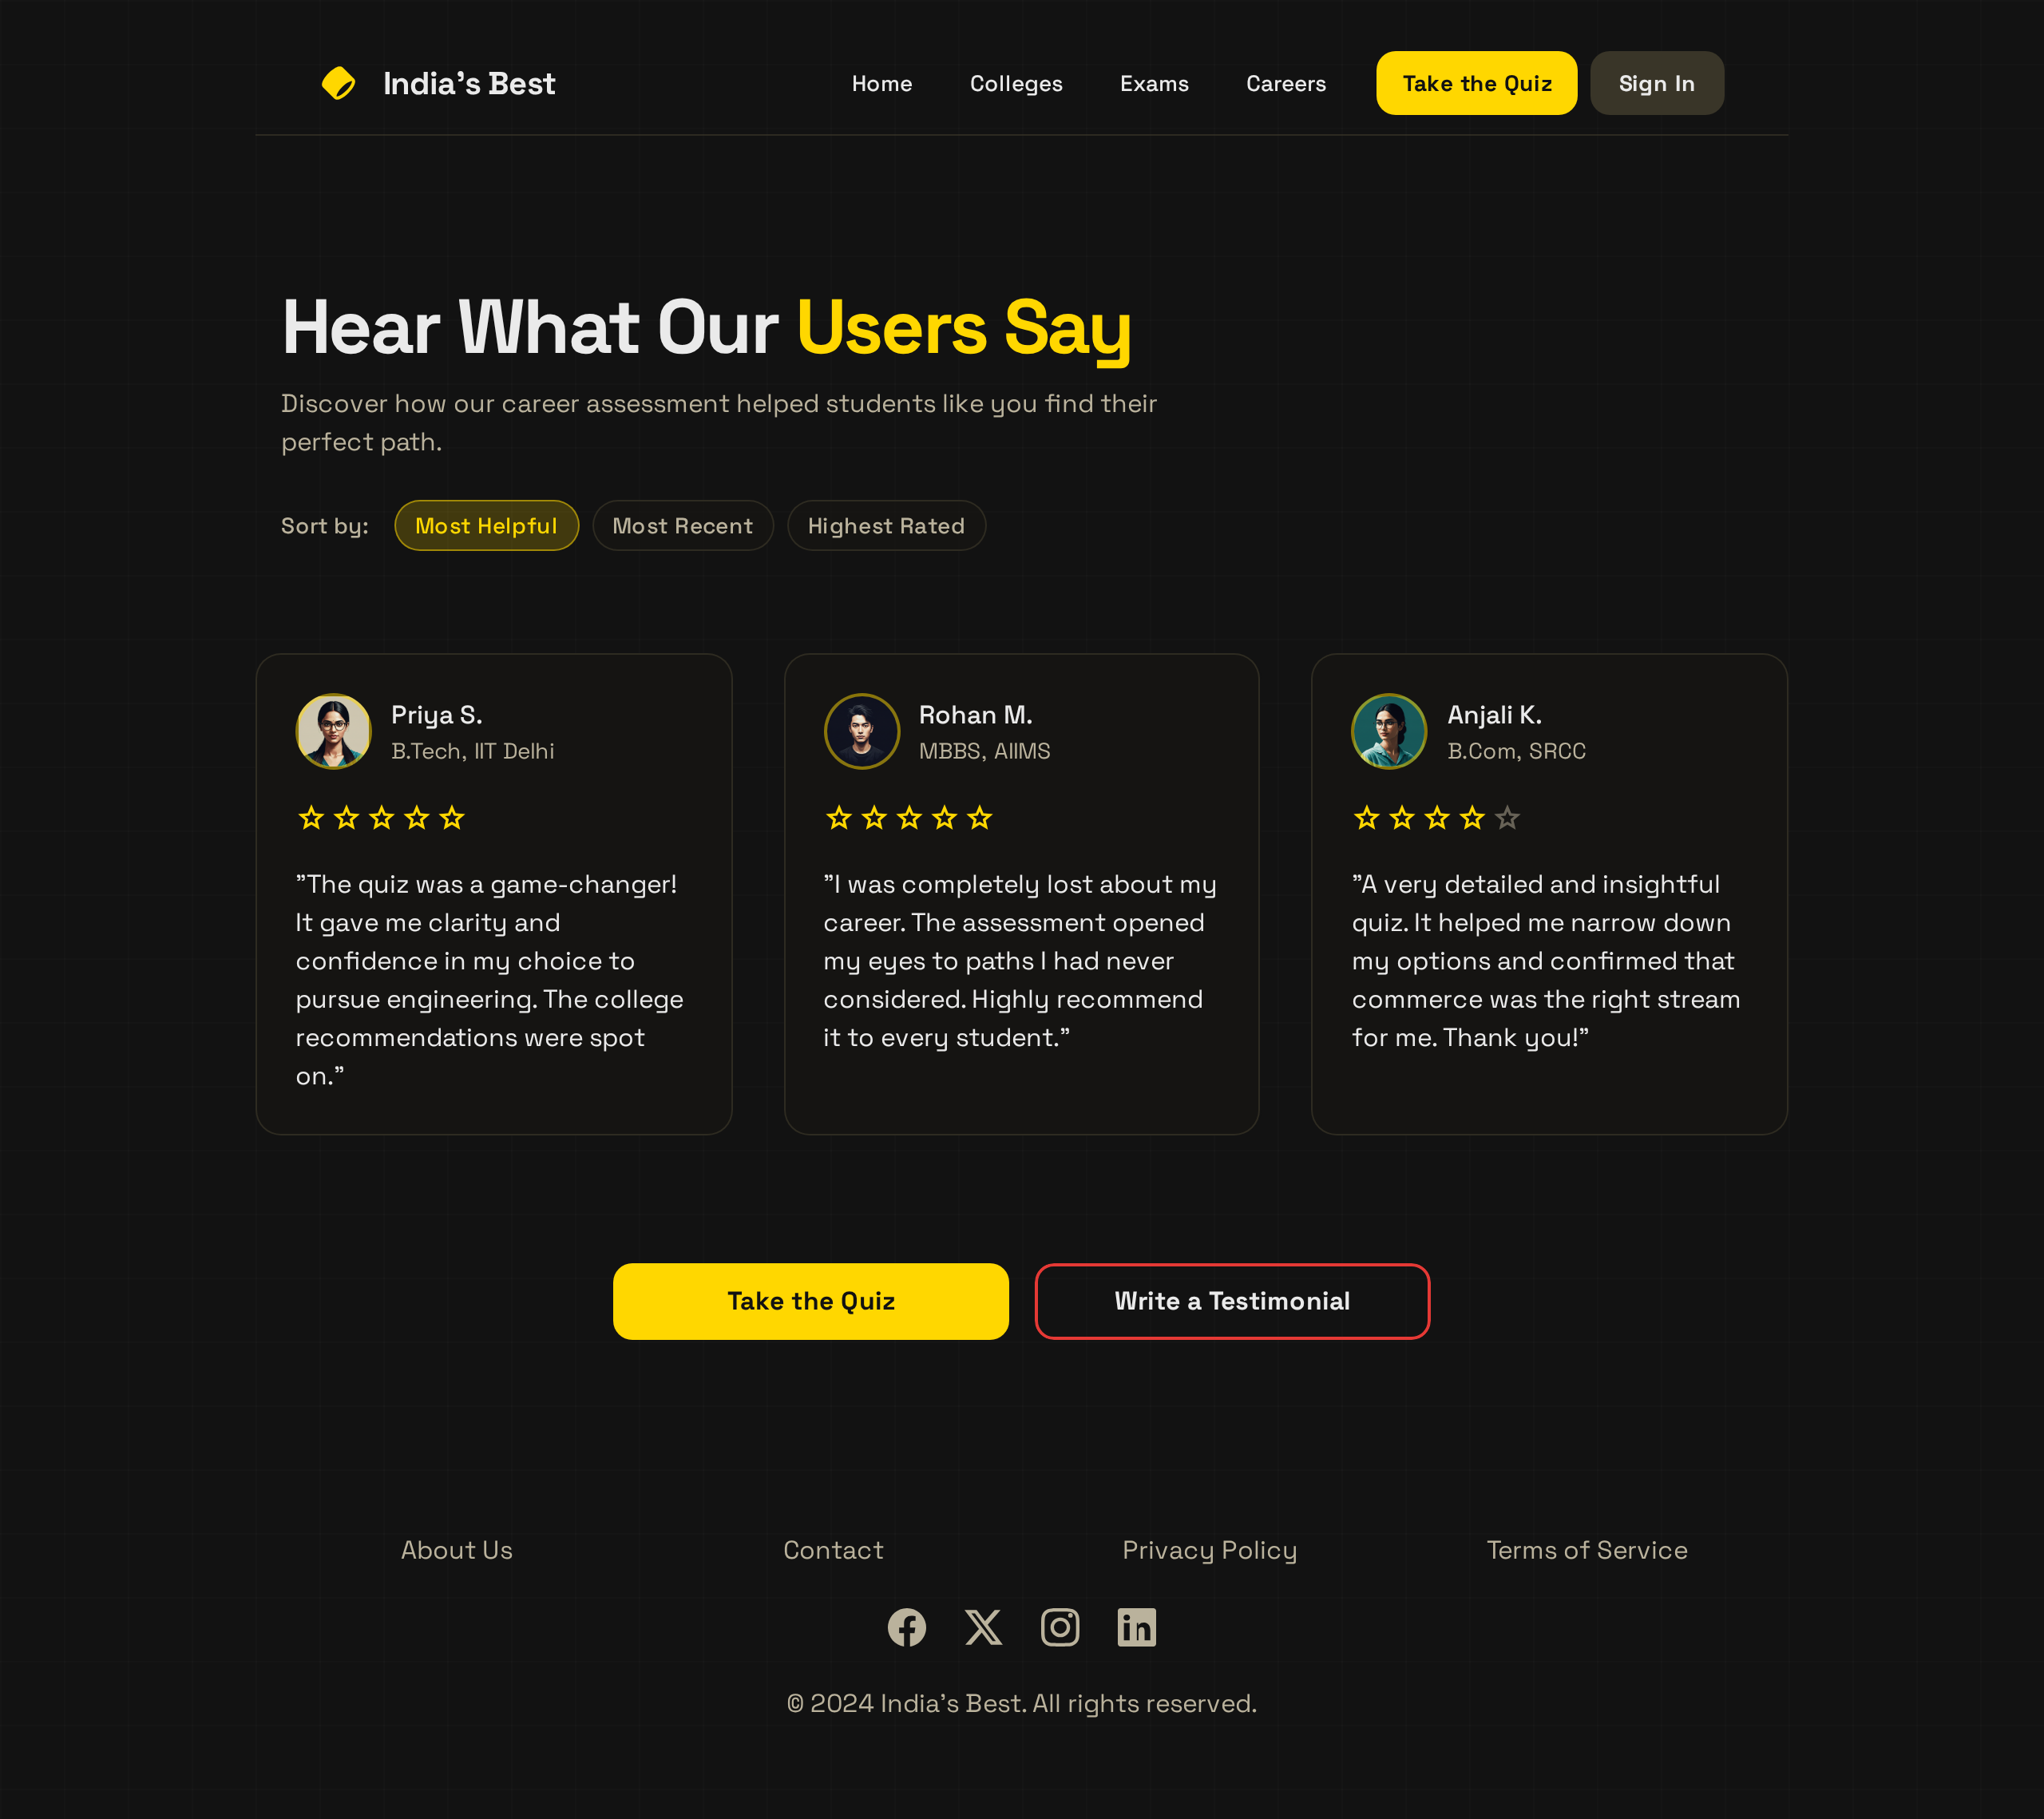 India’s Best
Home
Colleges
Exams
Careers
Take the Quiz
Sign In
Hear What Our Users Say
Discover how our career assessment helped students like you find their
perfect path.
Sort by:
Most Helpful
Most Recent
Highest Rated
Priya S.
B.Tech, IIT Delhi
”The quiz was a game-changer!
It gave me clarity and
confidence in my choice to
pursue engineering. The college
recommendations were spot
on.”
Rohan M.
MBBS, AIIMS
”I was completely lost about my
career. The assessment opened
my eyes to paths I had never
considered. Highly recommend
it to every student.”
Anjali K.
B.Com, SRCC
”A very detailed and insightful
quiz. It helped me narrow down
my options and confirmed that
commerce was the right stream
for me. Thank you!”
Take the Quiz
Write a Testimonial
About Us
Contact
Privacy Policy
Terms of Service
© 2024 India’s Best. All rights reserved.